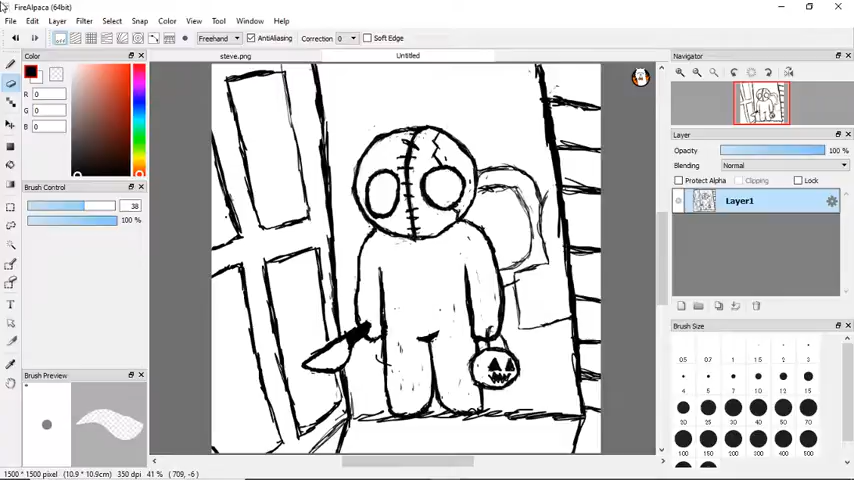 FireAlpaca (64bit)
File Edit Layer Filter Select Snap Color View Tool Window Help
OFF Freehand AntiAliasing Correction 0 Soft Edge
steve.png Untitled
Color
R 0
G 0
B 0
Brush Control
38
100 %
Brush Preview
Navigator
Layer
Opacity 100 %
Blending Normal
Protect Alpha Clipping Lock
Layer1
Brush Size
05 07 1 1.5 2 3
4 5 7 10 12 15
20 25 30 40 50 70
100 150 200 300 400 500
1500 * 1500 pixel (10.9 * 10.9cm) 350 dpi 41 % (709, -6)